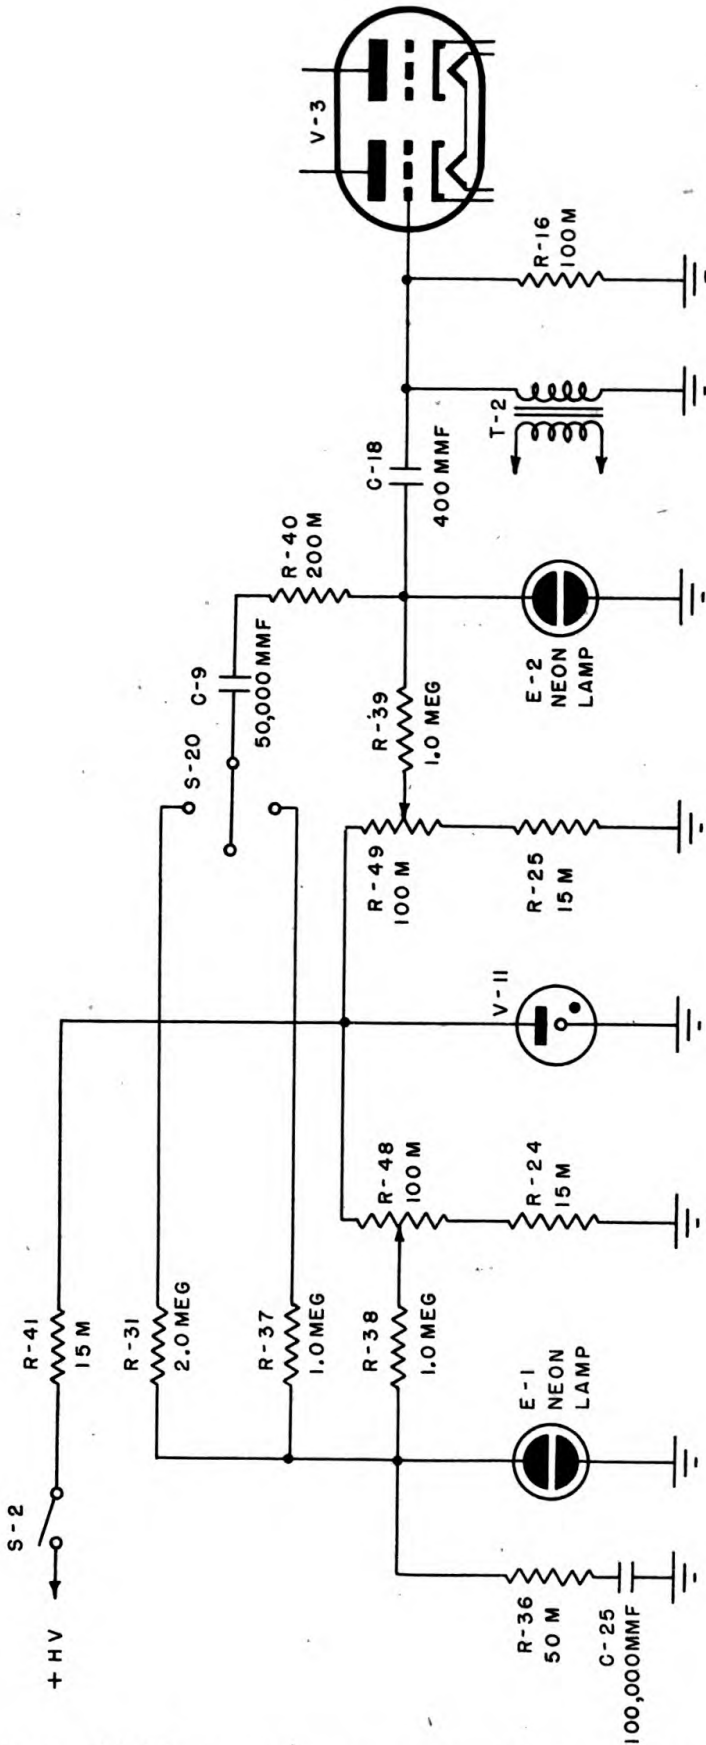 + HV
S-2
R-41
15 M
R-31
2.0 MEG
R-37
1.0 MEG
R-38
1.0 MEG
R-36
50 M
C-25
100,000MMF
E-1
NEON
LAMP
R-48
100 M
R-24
15 M
V-11
R-49
100 M
R-25
15 M
S-20
C-9
50,000 MMF
R-40
200 M
R-39
1.0 MEG
E-2
NEON
LAMP
C-18
400 MMF
T-2
R-16
100 M
V-3